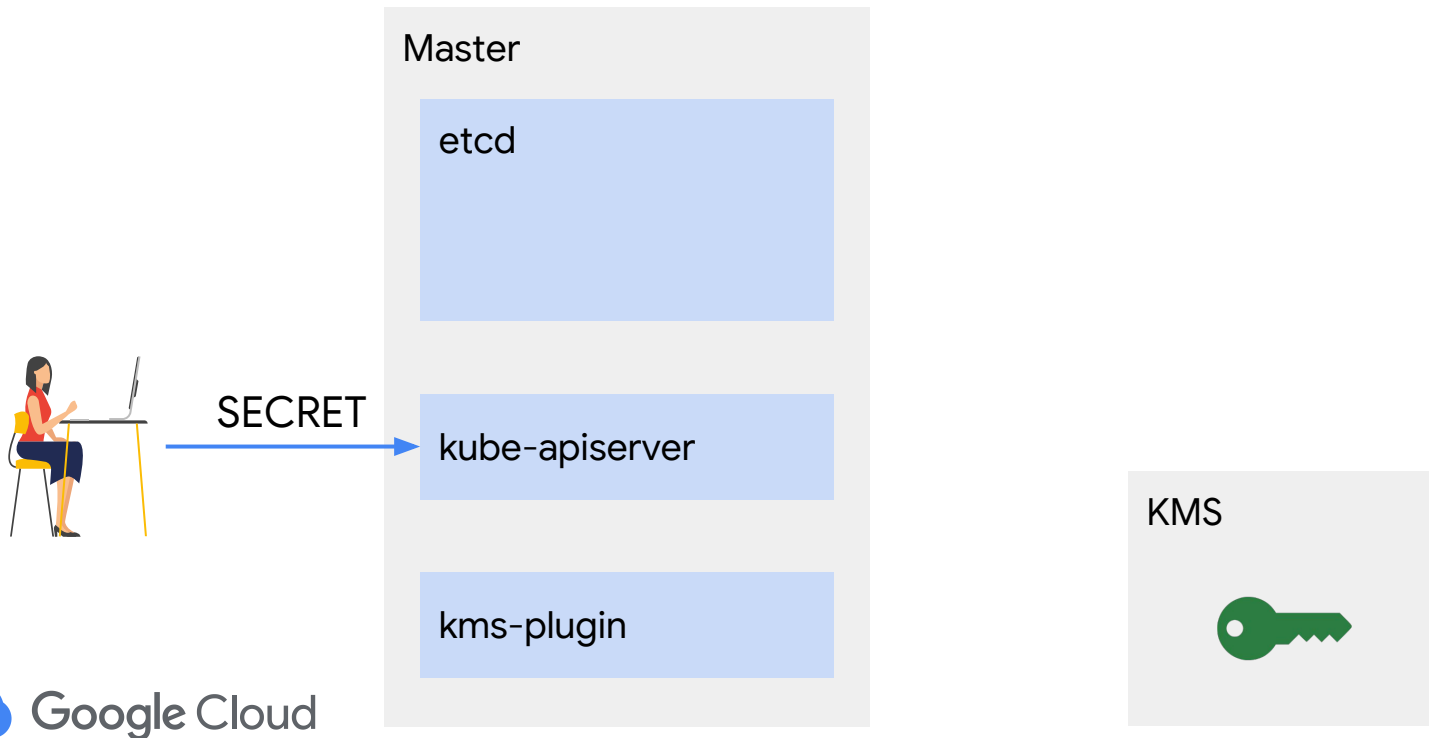 Master
etcd
SECRET
kube-apiserver
KMS
kms-plugin
Google Cloud